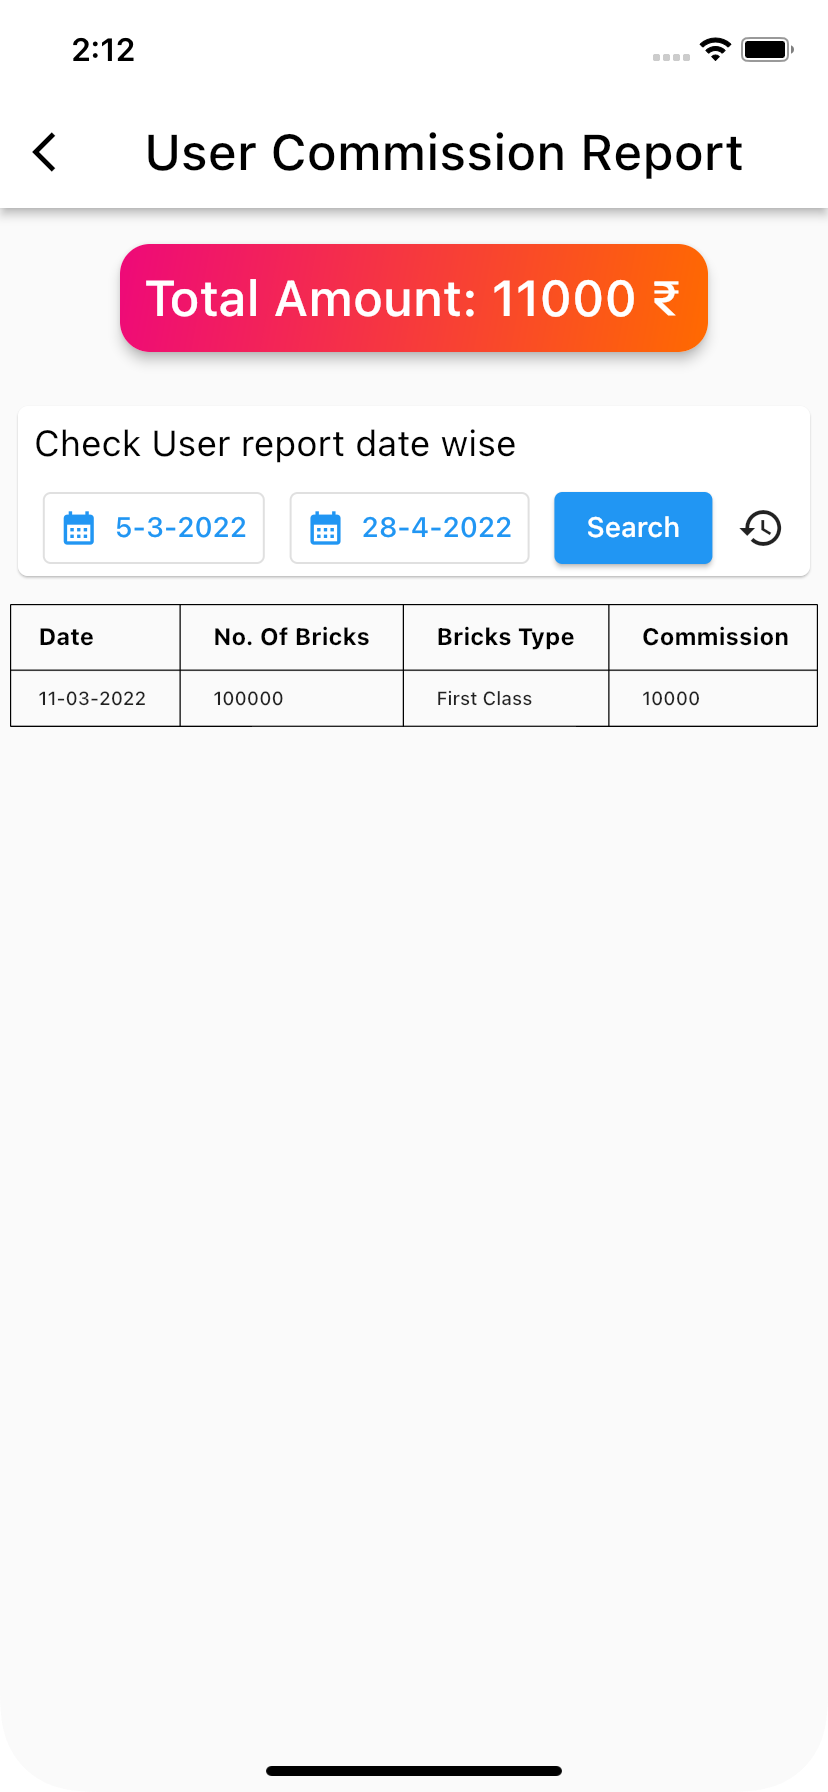 2:12
User Commission Report
Total Amount: 11000 ₹
Check User report date wise
5-3-2022 28-4-2022 Search
Date No. Of Bricks Bricks Type Commission
11-03-2022 100000 First Class 10000